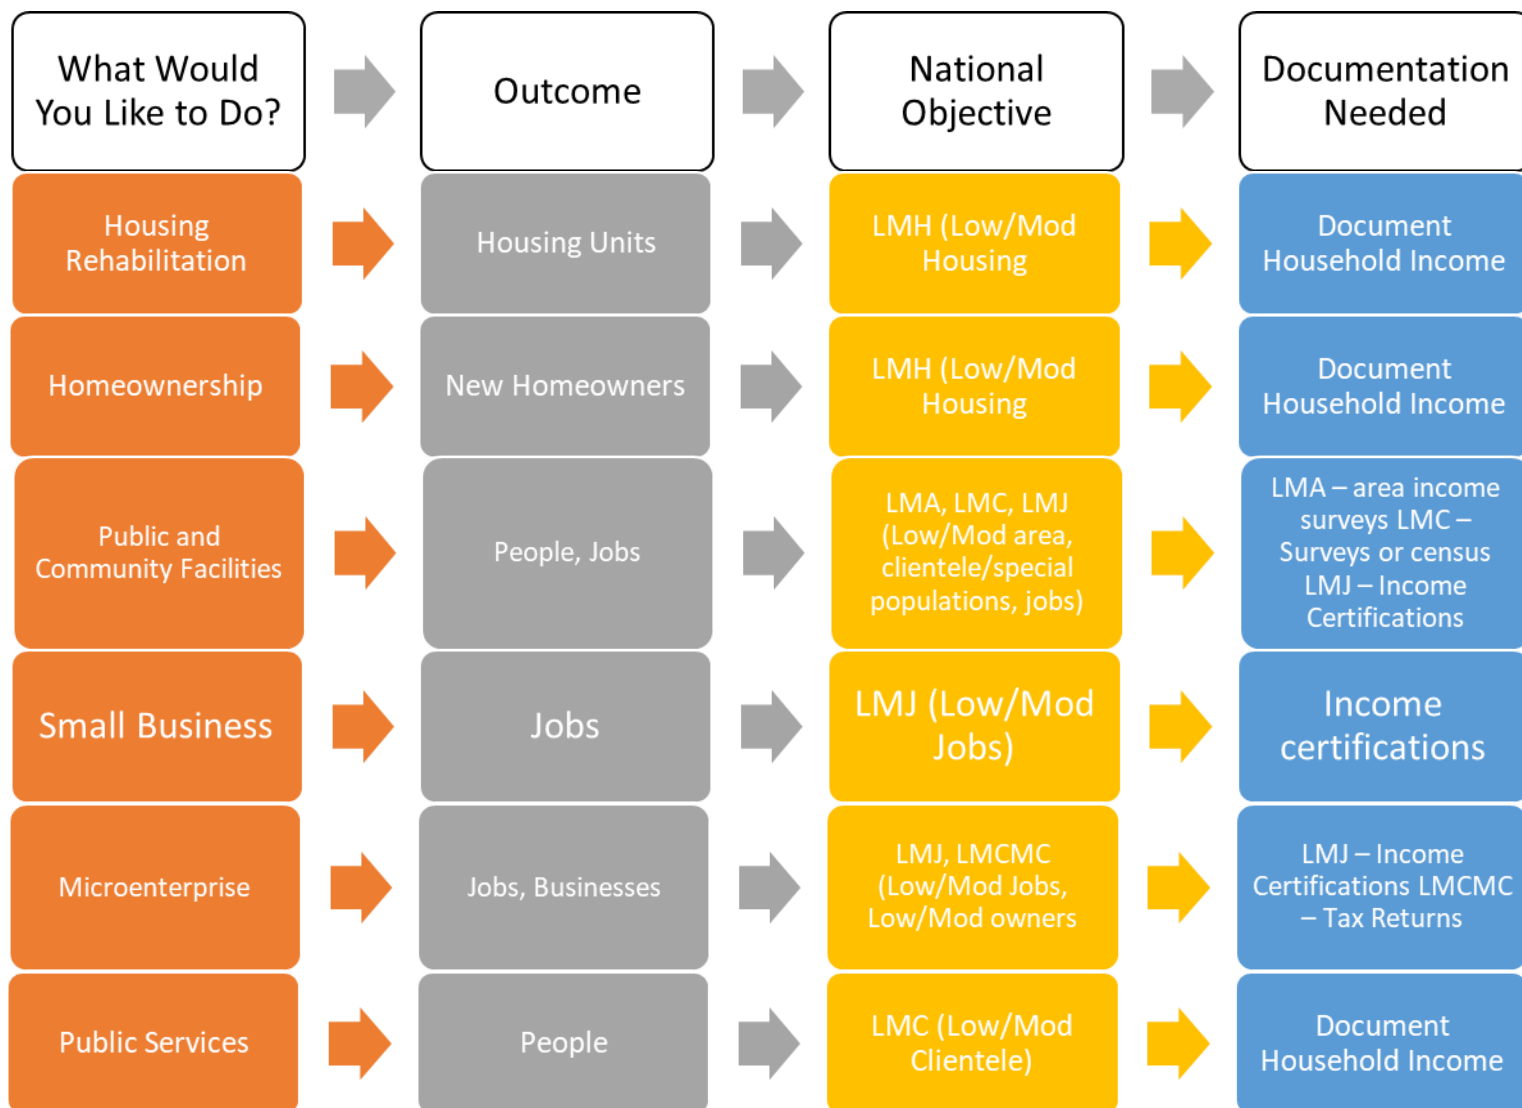 What Would
You Like to Do?
Outcome
National
Objective
Documentation
Needed
Housing
Rehabilitation
Housing Units
LMH (Low/Mod
Housing
Document
Household Income
Homeownership
New Homeowners
LMH (Low/Mod
Housing
Document
Household Income
Public and
Community Facilities
People, Jobs
LMA, LMC, LMJ
(Low/Mod area,
clientele/special
populations, jobs)
LMA – area income
surveys LMC –
Surveys or census
LMJ – Income
Certifications
Small Business
Jobs
LMJ (Low/Mod
Jobs)
Income
certifications
Microenterprise
Jobs, Businesses
LMJ, LMCMC
(Low/Mod Jobs,
Low/Mod owners
LMJ – Income
Certifications LMCMC
– Tax Returns
Public Services
People
LMC (Low/Mod
Clientele)
Document
Household Income